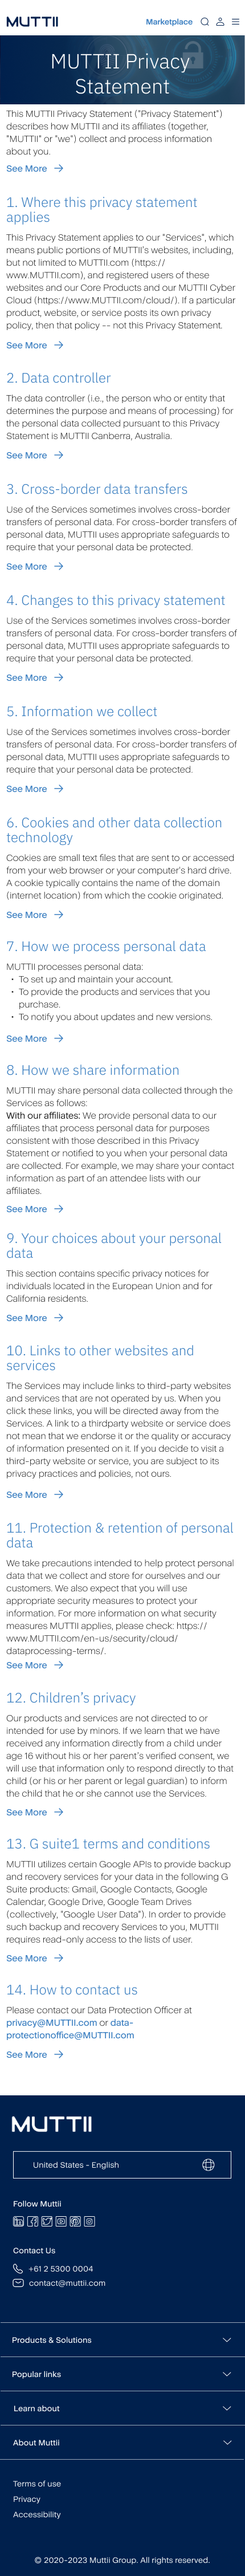 MUTTII
Marketplace
MUTTII Privacy
Statement
This MUTTII Privacy Statement ("Privacy Statement")
describes how MUTTII and its affiliates (together,
"MUTTII" or "we") collect and process information
about you.
See More
1. Where this privacy statement
applies
This Privacy Statement applies to our "Services", which
means public portions of MUTTII's websites, including,
but not limited to MUTTII.com (https://
www.MUTTII.com), and registered users of these
websites and our Core Products and our MUTTII Cyber
Cloud (https://www.MUTTII.com/cloud/). If a particular
product, website, or service posts its own privacy
policy, then that policy -- not this Privacy Statement.
See More
2. Data controller
The data controller (i.e., the person who or entity that
determines the purpose and means of processing) for
the personal data collected pursuant to this Privacy
Statement is MUTTII Canberra, Australia.
See More
3. Cross-border data transfers
Use of the Services sometimes involves cross-border
transfers of personal data. For cross-border transfers of
personal data, MUTTII uses appropriate safeguards to
require that your personal data be protected.
See More
4. Changes to this privacy statement
Use of the Services sometimes involves cross-border
transfers of personal data. For cross-border transfers of
personal data, MUTTII uses appropriate safeguards to
require that your personal data be protected.
See More
5. Information we collect
Use of the Services sometimes involves cross-border
transfers of personal data. For cross-border transfers of
personal data, MUTTII uses appropriate safeguards to
require that your personal data be protected.
See More
6. Cookies and other data collection
technology
Cookies are small text files that are sent to or accessed
from your web browser or your computer's hard drive.
A cookie typically contains the name of the domain
(internet location) from which the cookie originated.
See More
7. How we process personal data
MUTTII processes personal data:
• To set up and maintain your account.
• To provide the products and services that you
purchase.
• To notify you about updates and new versions.
See More
8. How we share information
MUTTII may share personal data collected through the
Services as follows:
With our affiliates: We provide personal data to our
affiliates that process personal data for purposes
consistent with those described in this Privacy
Statement or notified to you when your personal data
are collected. For example, we may share your contact
information as part of an attendee lists with our
affiliates.
See More
9. Your choices about your personal
data
This section contains specific privacy notices for
individuals located in the European Union and for
California residents.
See More
10. Links to other websites and
services
The Services may include links to third-party websites
and services that are not operated by us. When you
click these links, you will be directed away from the
Services. A link to a thirdparty website or service does
not mean that we endorse it or the quality or accuracy
of information presented on it. If you decide to visit a
third-party website or service, you are subject to its
privacy practices and policies, not ours.
See More
11. Protection & retention of personal
data
We take precautions intended to help protect personal
data that we collect and store for ourselves and our
customers. We also expect that you will use
appropriate security measures to protect your
information. For more information on what security
measures MUTTII applies, please check: https://
www.MUTTII.com/en-us/security/cloud/
dataprocessing-terms/.
See More
12. Children's privacy
Our products and services are not directed to or
intended for use by minors. If we learn that we have
received any information directly from a child under
age 16 without his or her parent's verified consent, we
will use that information only to respond directly to that
child (or his or her parent or legal guardian) to inform
the child that he or she cannot use the Services.
See More
13. G suite1 terms and conditions
MUTTII utilizes certain Google APIs to provide backup
and recovery services for your data in the following G
Suite products: Gmail, Google Contacts, Google
Calendar, Google Drive, Google Team Drives
(collectively, "Google User Data"). In order to provide
such backup and recovery Services to you, MUTTII
requires read-only access to the lists of user.
See More
14. How to contact us
Please contact our Data Protection Officer at
privacy@MUTTII.com or data-
protectionoffice@MUTTII.com
See More
MUTTII
United States - English
Follow Muttii
Contact Us
+61 2 5300 0004
contact@muttii.com
Products & Solutions
Popular links
Learn about
About Muttii
Terms of use
Privacy
Accessibility
© 2020-2023 Muttii Group. All rights reserved.